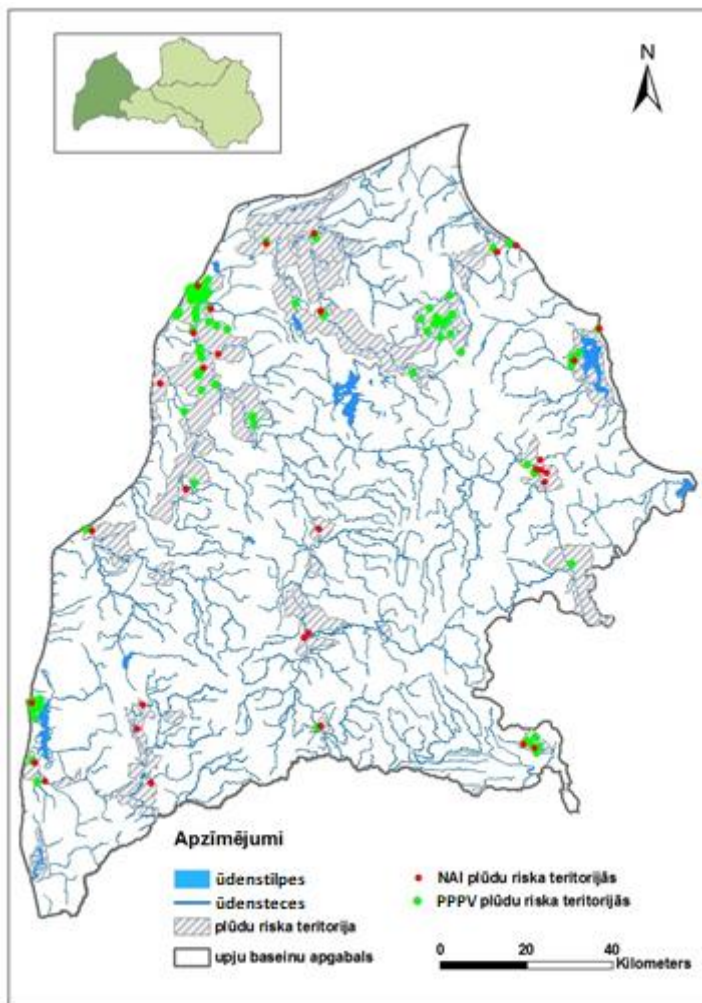 N
Apzīmējumi
ūdenstilpes
ūdensteces
plūdu riska teritorija
upju baseinu apgabals
NAI plūdu riska teritorijās
PPPV plūdu riska teritorijās
0 20 40
Kilometers